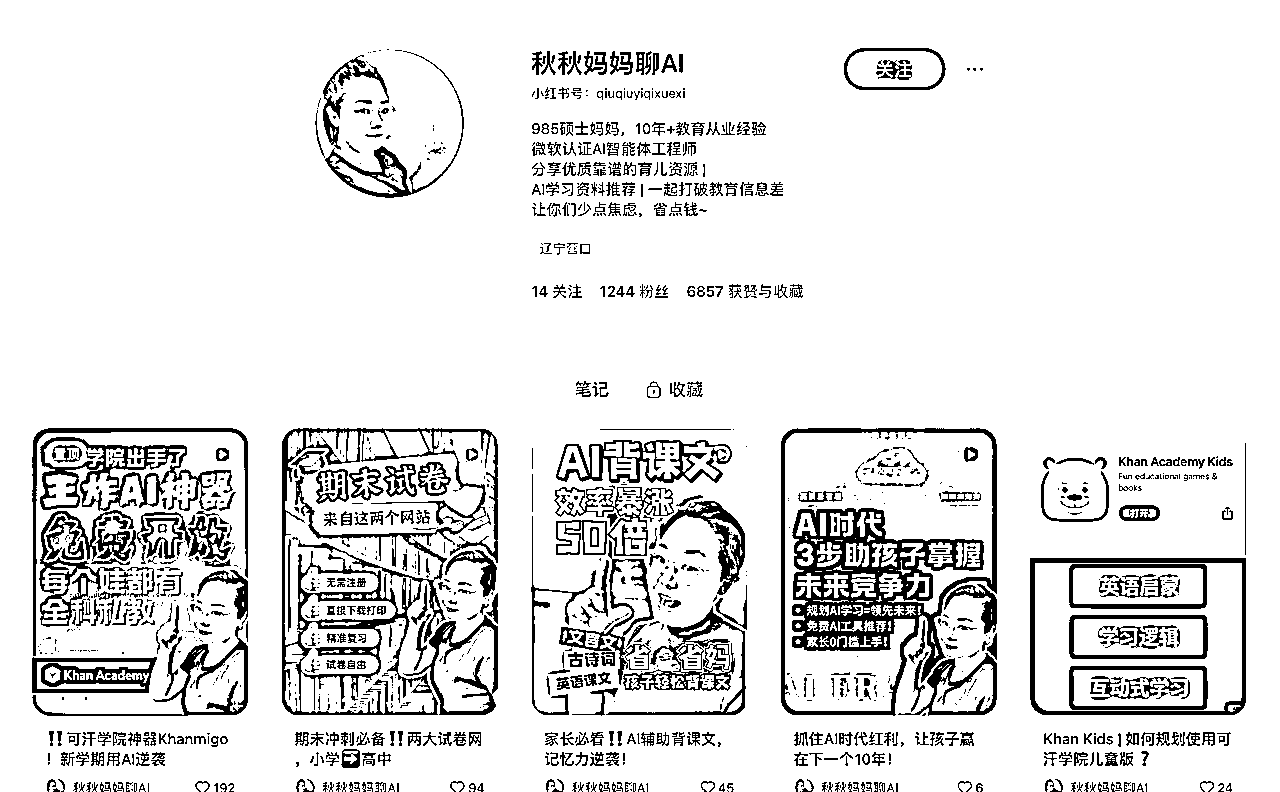 秋秋妈妈聊AI
关注
小红书号：qiuqiuyiqixuexi
985硕士妈妈，10年+教育从业经验
微软认证AI智能体工程师
分享优质靠谱的育儿资源 |
AI学习资料推荐 | 一起打破教育信息差
让你们少点焦虑，省点钱~
辽宁营口
14 关注 1244 粉丝 6857 获赞与收藏
笔记 收藏
置顶
学院出手了
王炸AI神器
免费开放
每个娃都有
全科私教
Khan Academy
‼️可汗学院神器Khanmigo
！新学期用AI逆袭
秋秋妈妈聊AI 192
期末试卷
来自这两个网站
无需注册
直接下载打印
精准复习
试卷自由
期末冲刺必备‼️两大试卷网
，小学➡️高中
秋秋妈妈聊AI 94
AI背课文
效率暴涨
50倍
文言文
古诗词
英语课文
省心省妈
孩子轻松背课文
家长必看‼️AI辅助背课文，
记忆力逆袭！
秋秋妈妈聊AI 45
AI时代
3步助孩子掌握
未来竞争力
规划AI学习=领先未来！
免费AI工具推荐！
家长0门槛上手！
抓住AI时代红利，让孩子赢
在下一个10年！
秋秋妈妈聊AI 6
Khan Academy Kids
Fun educational games &
books
英语启蒙
学习逻辑
互动式学习
Khan Kids | 如何规划使用可
汗学院儿童版？
秋秋妈妈聊AI 24